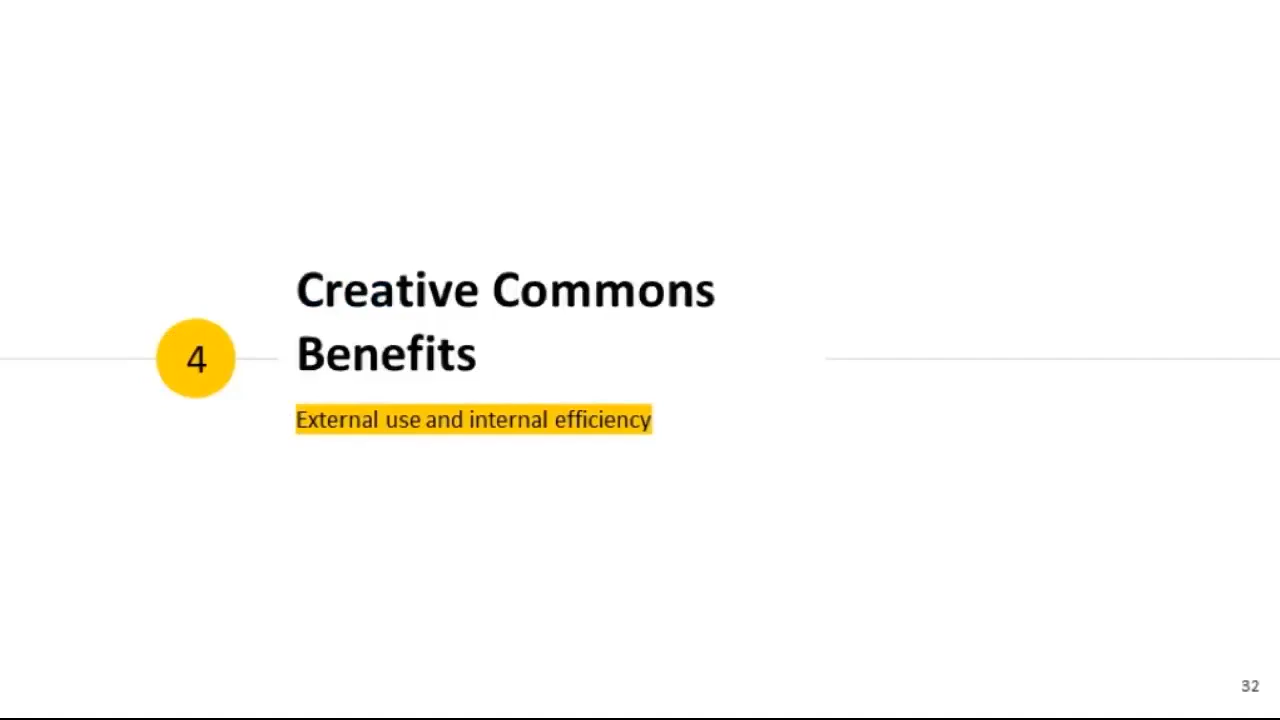 Creative Commons
Benefits
4
External use and internal efficiency
32